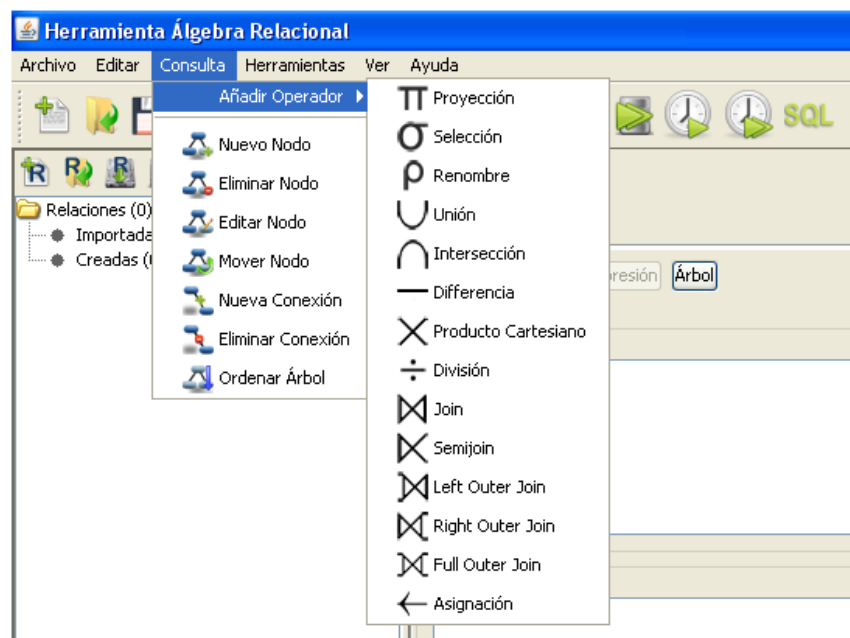 Herramienta Álgebra Relacional
Archivo Editar Consulta Herramientas Ver Ayuda
SQL
R R R
Relaciones (0)
Importada
Creadas (
Añadir Operador
Nuevo Nodo
Eliminar Nodo
Editar Nodo
Mover Nodo
Nueva Conexión
Eliminar Conexión
Ordenar Árbol
π Proyección
σ Selección
ρ Renombre
Unión
Intersección
Differencia
Producto Cartesiano
División
Join
Semijoin
Left Outer Join
Right Outer Join
Full Outer Join
Asignación
resión Árbol